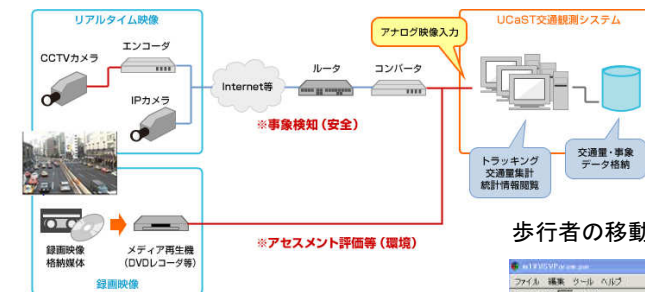 リアルタイム映像
CCTVカメラ
エンコーダ
IPカメラ
Internet等
ルータ
コンバータ
アナログ映像入力
UCaST交通観測システム
トラッキング
交通量集計
統計情報閲覧
交通量・事象
データ格納
※事象検知（安全）
録画映像
格納媒体
メディア再生機
（DVDレコーダ等）
録画映像
※アセスメント評価等（環境）
歩行者の移動
ファイル 編集 ツール ヘルプ